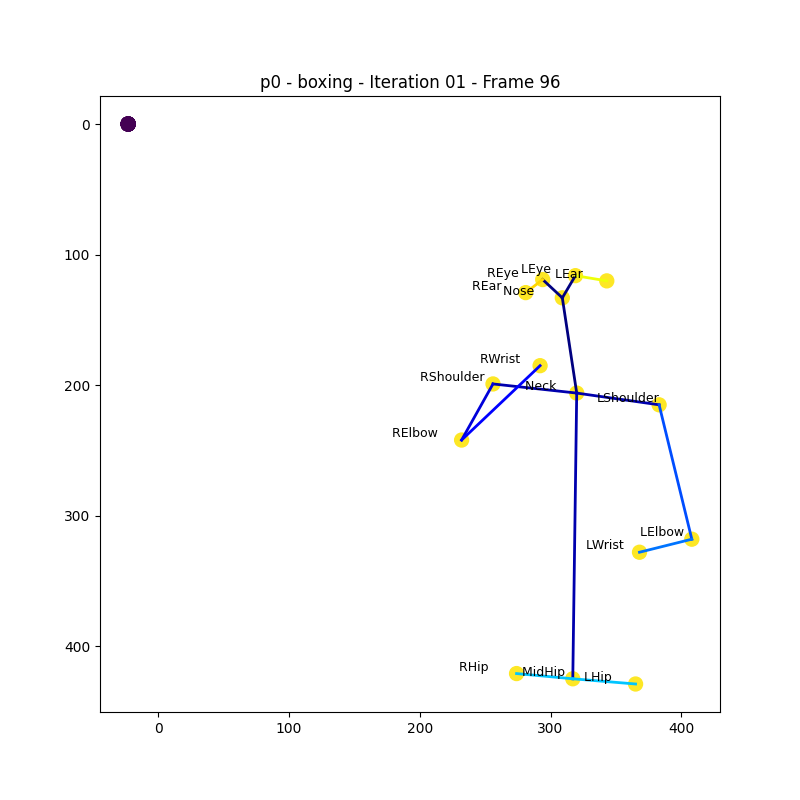 p0 - boxing - Iteration 01 - Frame 96
0
100
REye LEye LEar
REar Nose
RWrist
200
RShoulder Neck LShoulder
RElbow
300
LElbow
LWrist
400
RHip MidHip LHip
0 100 200 300 400